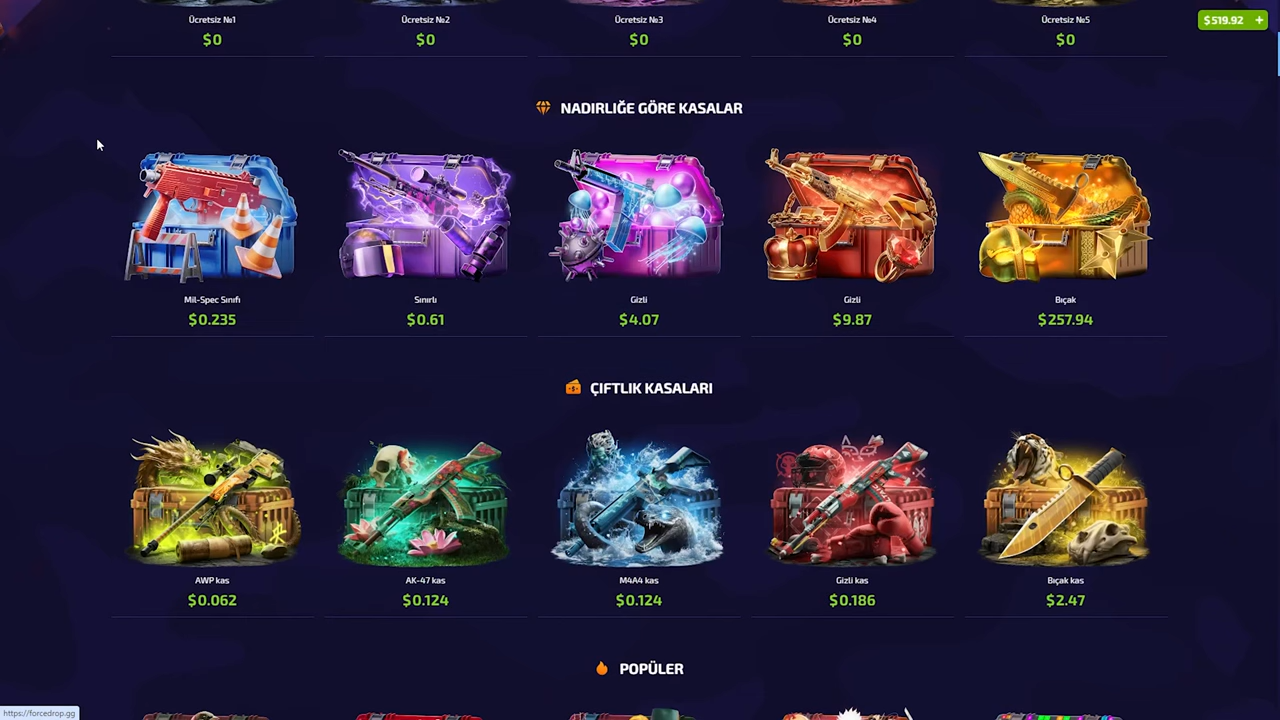 Ücretsiz №1
Ücretsiz №2
Ücretsiz №3
Ücretsiz №4
Ücretsiz №5
$519.92 +
$0
$0
$0
$0
$0
NADIRLIĞE GÖRE KASALAR
Mil-Spec Sınıfı
Sınırlı
Gizli
Gizli
Bıçak
$0.235
$0.61
$4.07
$9.87
$257.94
ÇIFTLIK KASALARI
AWP kas
AK-47 kas
M4A4 kas
Gizli kas
Bıçak kas
$0.062
$0.124
$0.124
$0.186
$2.47
POPÜLER
https://forcedrop.gg